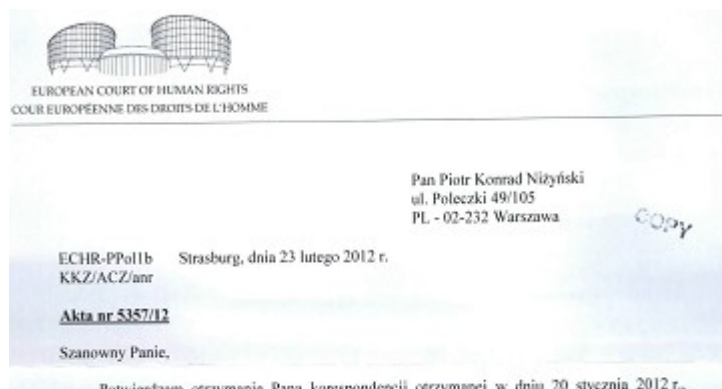 EUROPEAN COURT OF HUMAN RIGHTS
COUR EUROPÉENNE DES DROITS DE L'HOMME
Pan Piotr Konrad Niżyński
ul. Poleczki 49/105
PL - 02-232 Warszawa
COPY
ECHR-PPol1b Strasburg, dnia 23 lutego 2012 r.
KKZ/ACZ/anr
Akta nr 5357/12
Szanowny Panie,
Potwierdzam otrzymanie Pana korespondencji otrzymanej w dniu 20 stycznia 2012 r.,